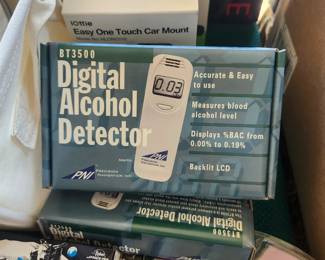 iOttie
Easy One Touch Car Mount
BT3500
Digital
Alcohol
Detector
0.03
PNI
Accurate & Easy
to use
Measures blood
alcohol level
Displays %BAC from
0.00% to 0.19%
Backlit LCD
Digital Alcohol Detector
BT3500